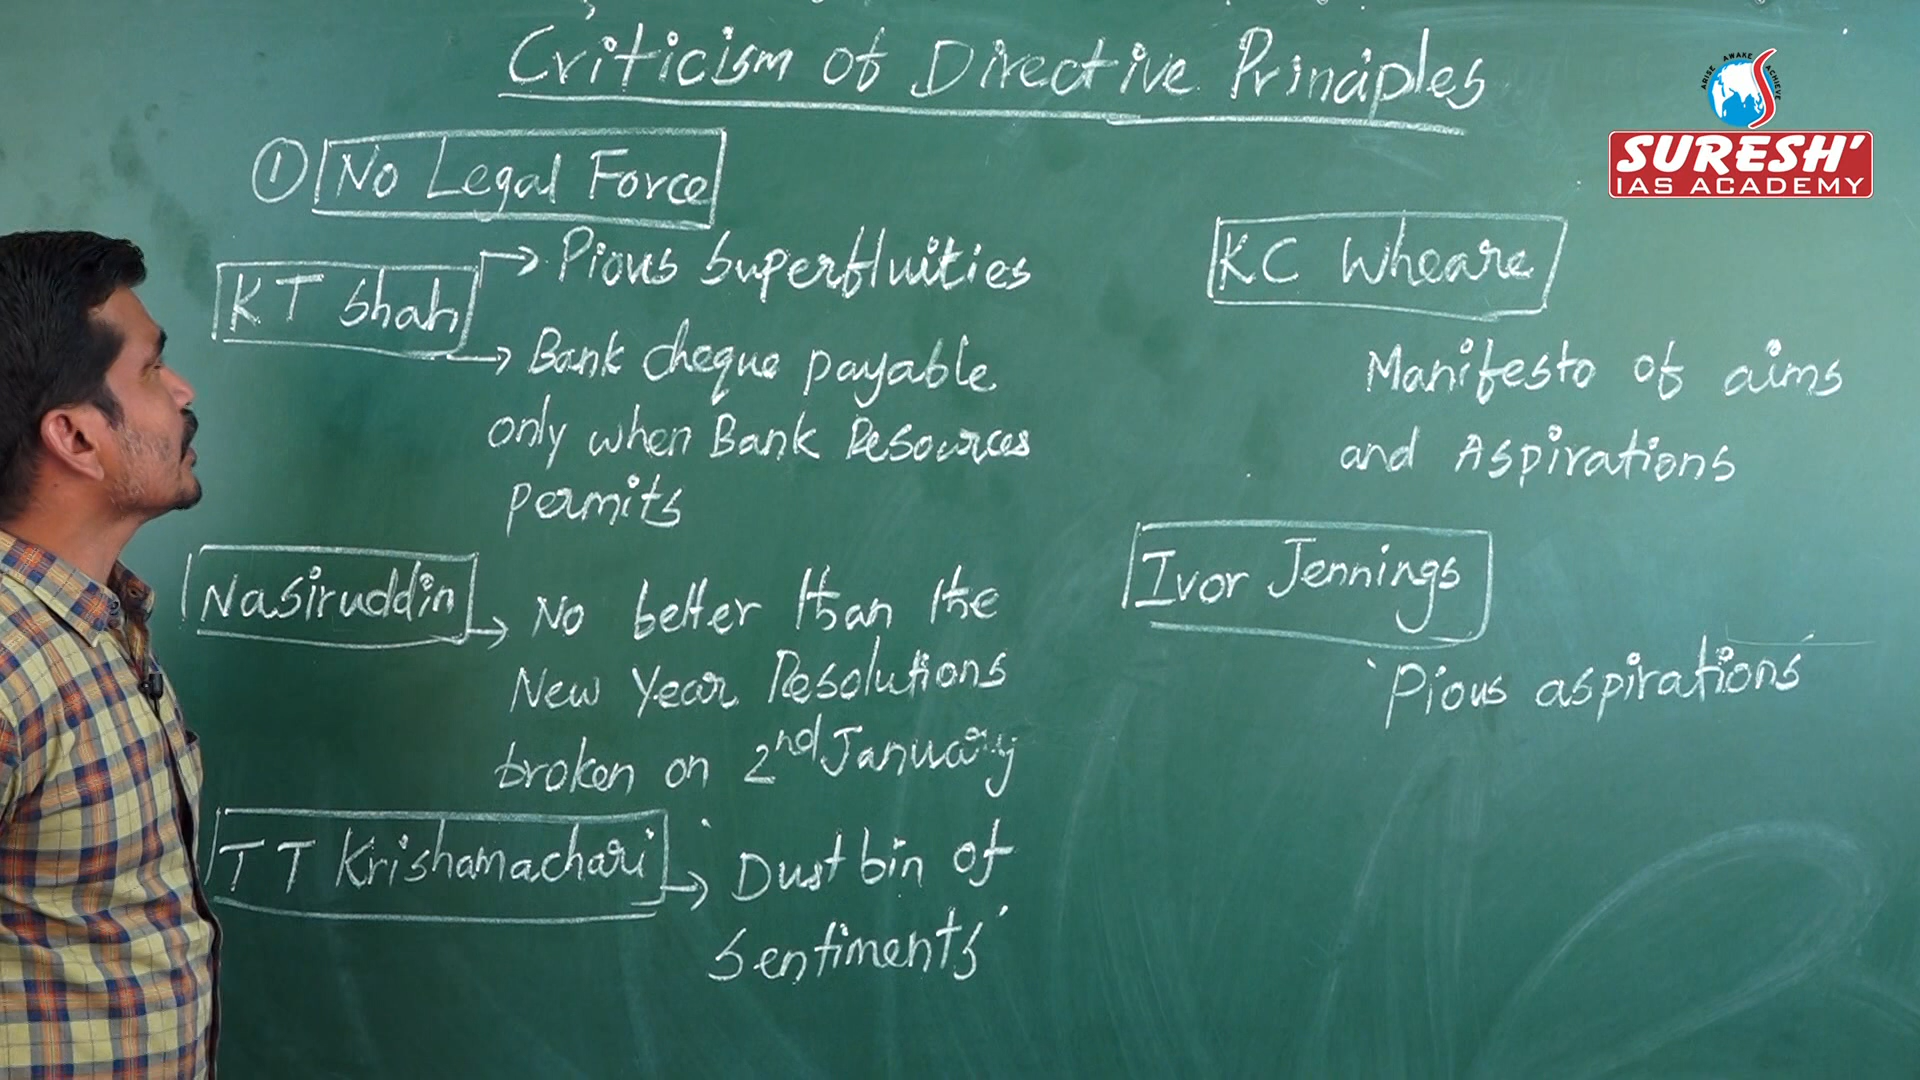 Criticism of Directive Principles
ARISE AWAKE ACHIEVE
SURESH'
IAS ACADEMY
① No Legal Force
KT Shah → Pious Superfluities
→ Bank cheque payable
only when Bank Resources
permits
Nasiruddin → No better than the
New Year Resolutions
broken on 2nd January
TT Krishamachari → Dustbin of
Sentiments'
KC Wheare
Manifesto of aims
and Aspirations
Ivor Jennings
'Pious aspirations